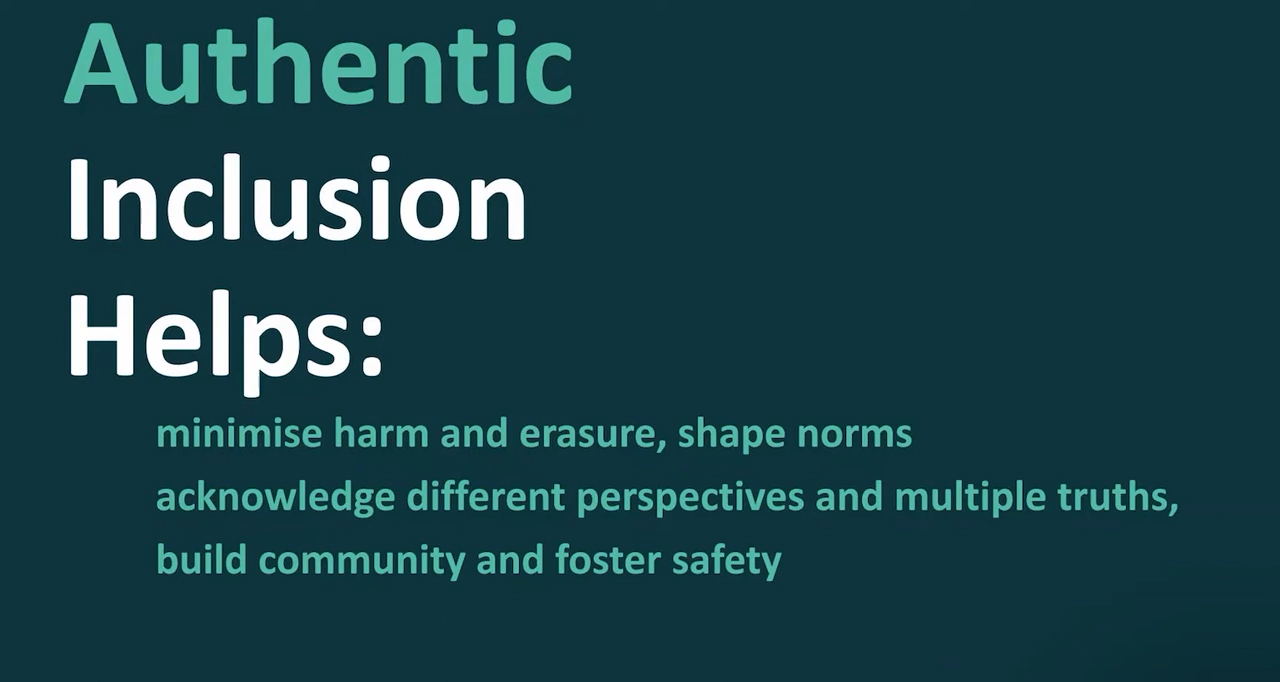 Authentic
Inclusion
Helps:
minimise harm and erasure, shape norms
acknowledge different perspectives and multiple truths,
build community and foster safety